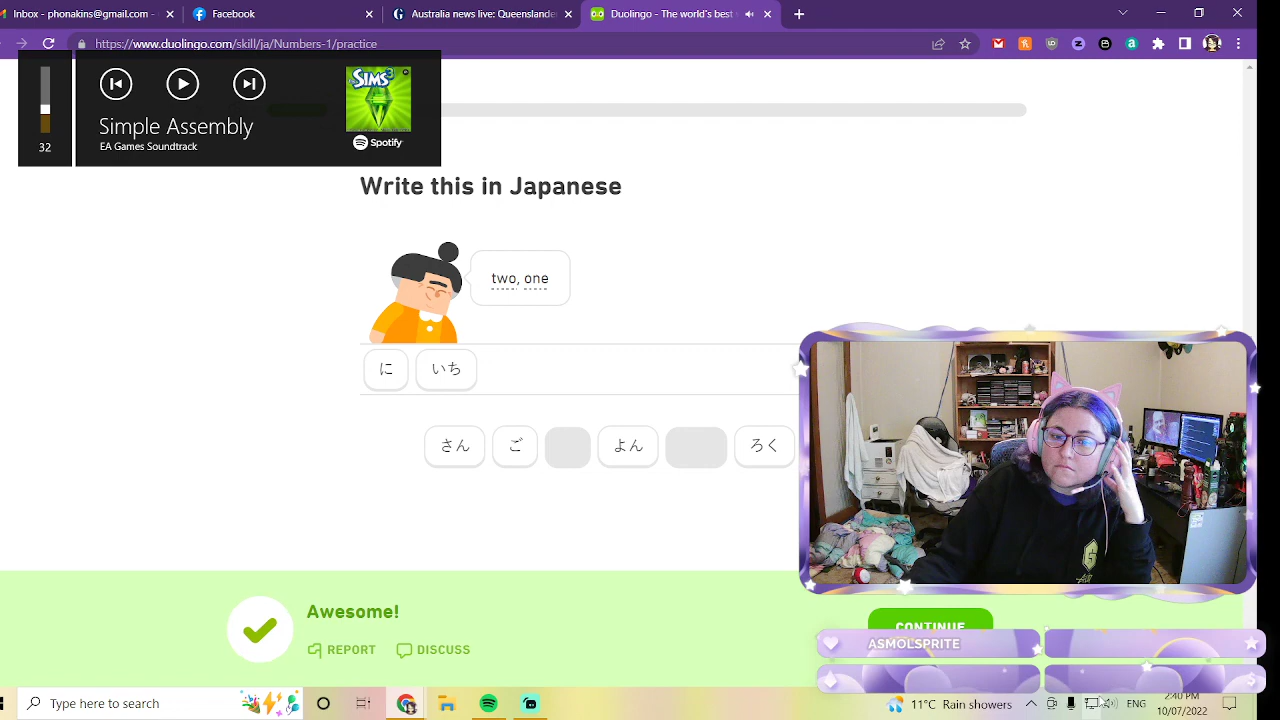 Inbox - phonakins@gmail.com -
Facebook
Australia news live: Queenslande
Duolingo - The world's best
https://www.duolingo.com/skill/ja/Numbers-1/practice
SIMS 3
Simple Assembly
EA Games Soundtrack
Spotify
32
Write this in Japanese
two, one
に いち
さん ご よん ろく
Awesome!
REPORT DISCUSS
CONTINUE
ASMOLSPRITE
Type here to search
11°C Rain showers
2:40 PM
10/07/2022